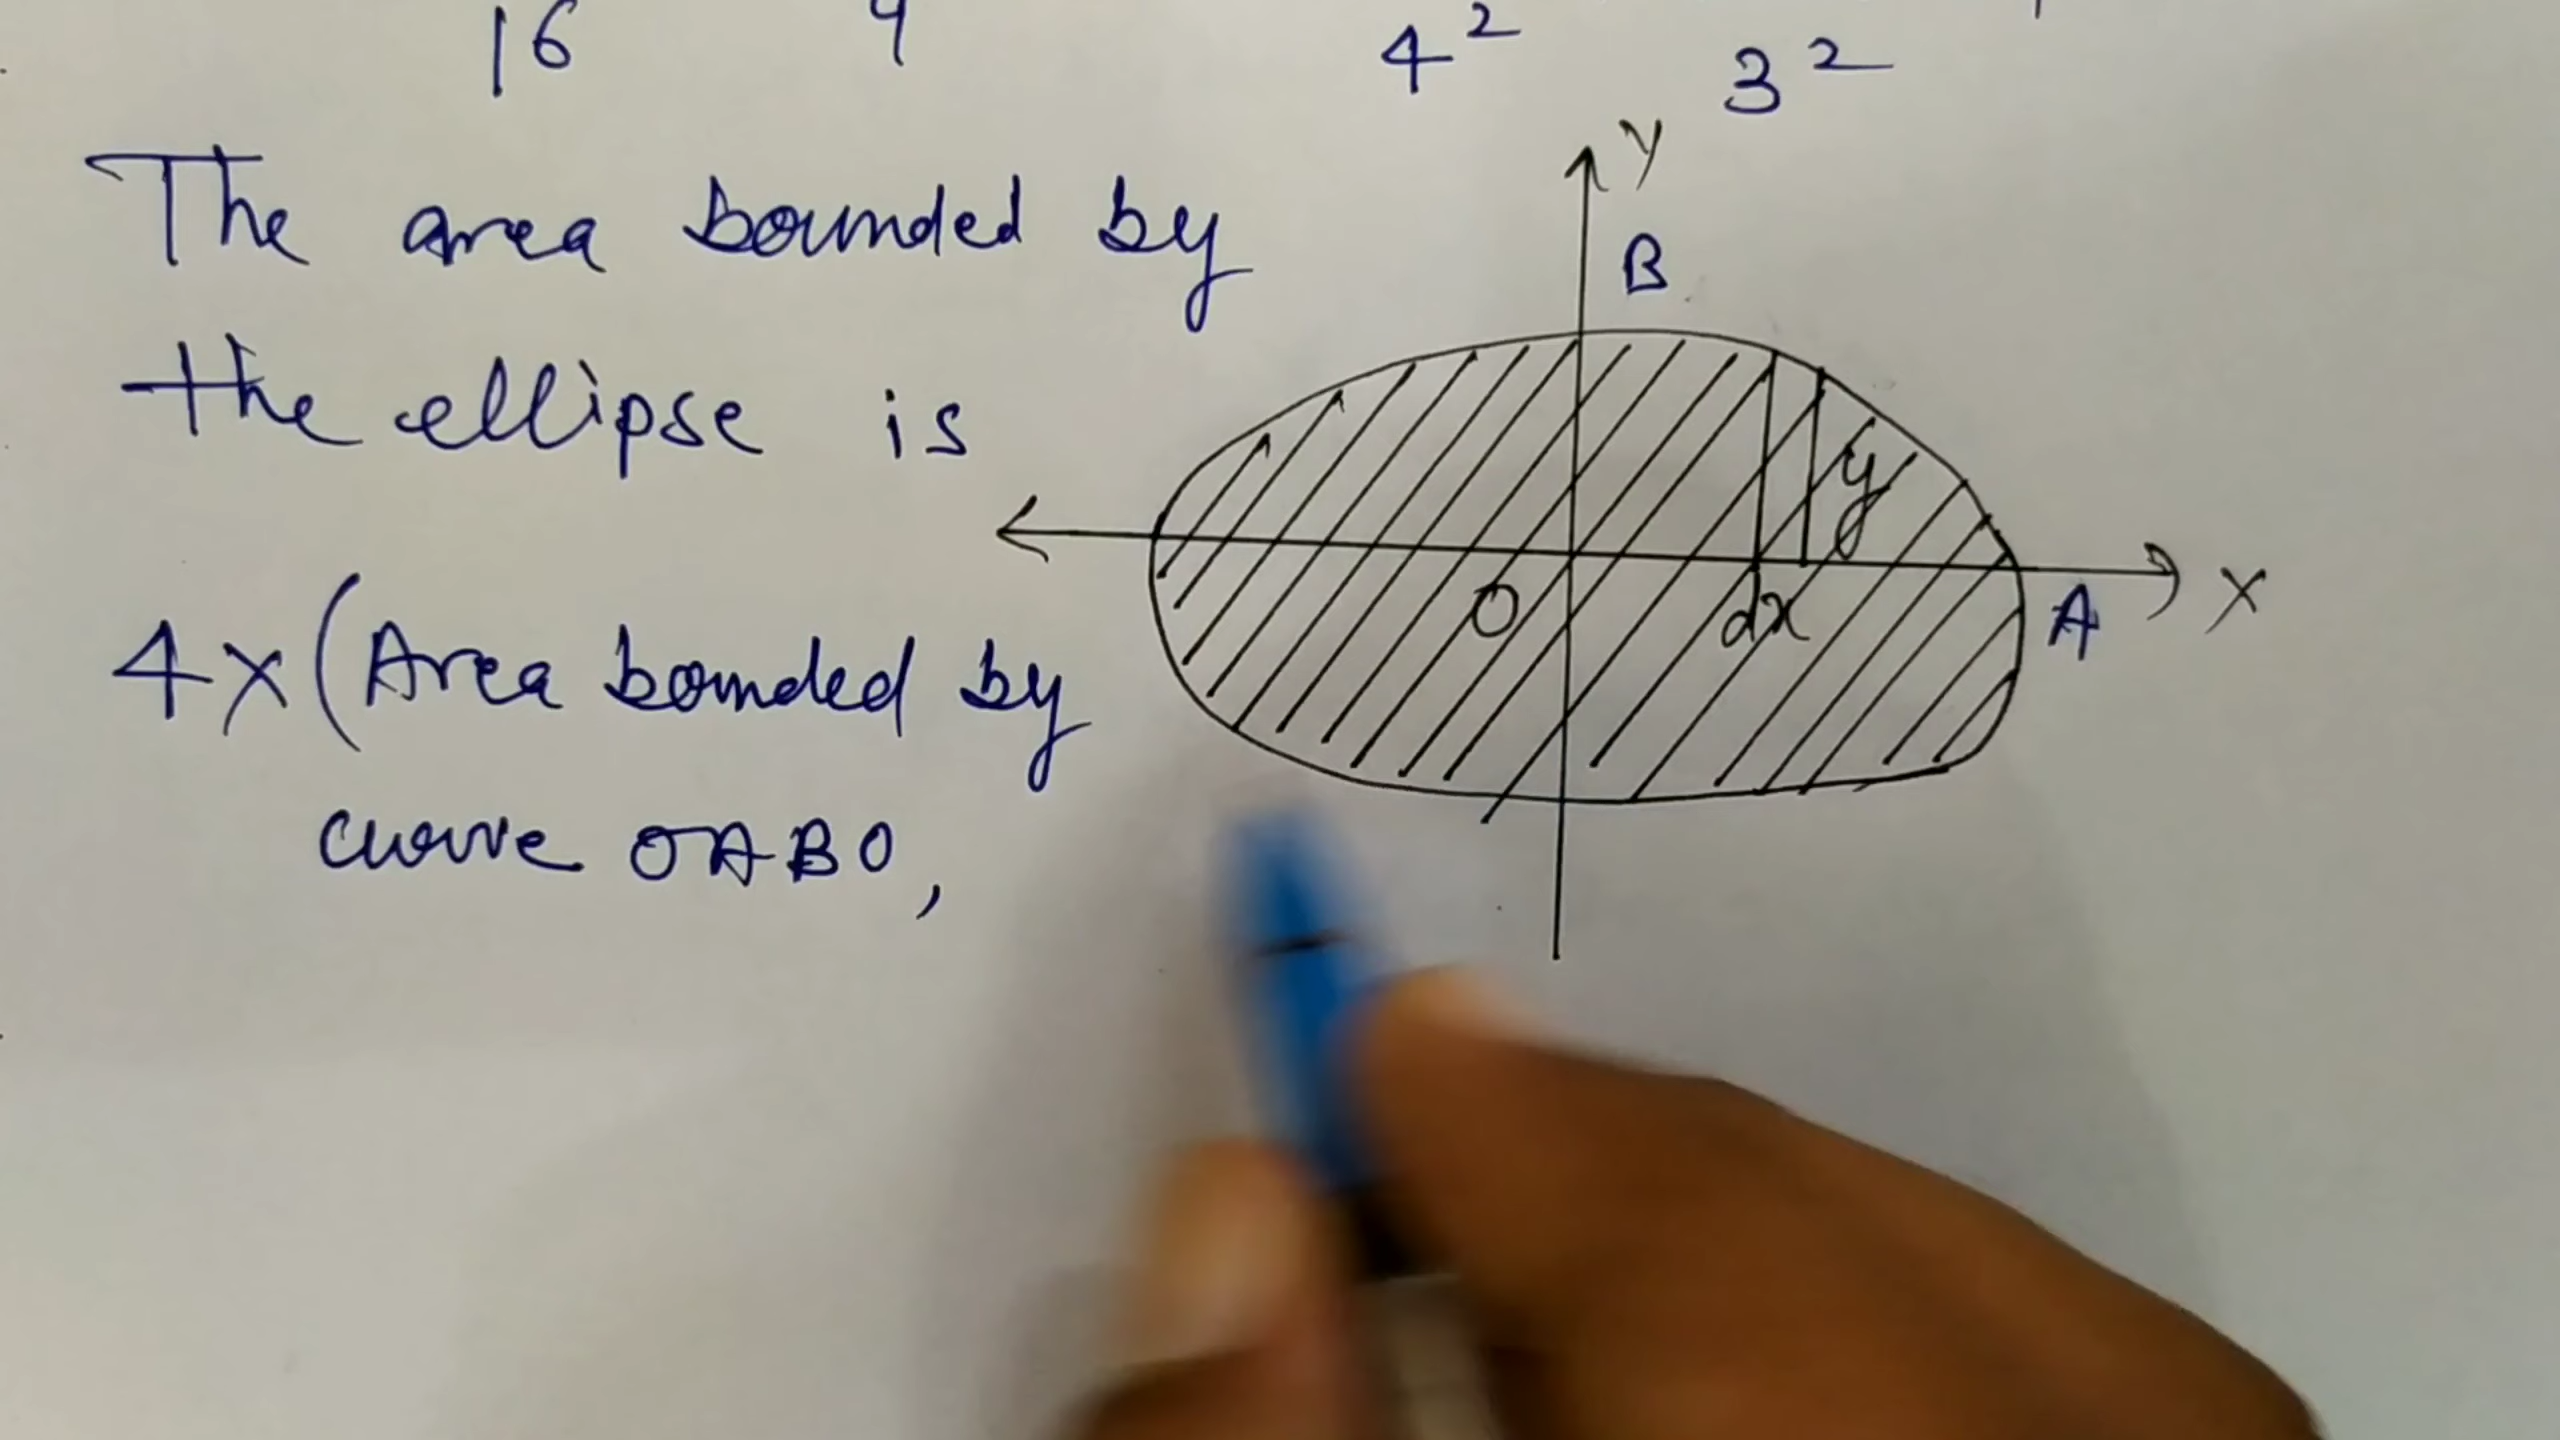 16 9 4² 3²
The area bounded by
the ellipse is
4×(Area bounded by
curve OABO,
Y
B
y
O dx A X